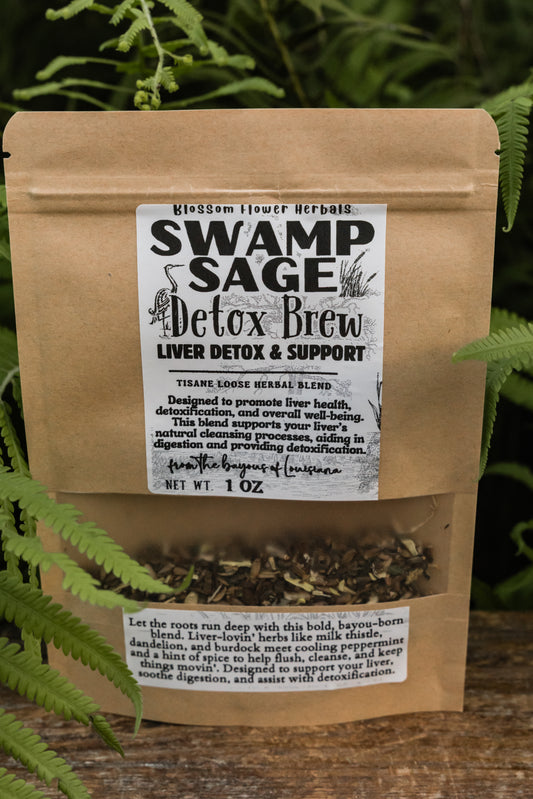 Blossom Flower Herbals
SWAMP
SAGE
Detox Brew
LIVER DETOX & SUPPORT
TISANE LOOSE HERBAL BLEND
Designed to promote liver health,
detoxification, and overall well-being.
This blend supports your liver's
natural cleansing processes, aiding in
digestion and providing detoxification.
from the bayous of Louisiana
NET WT. 1 OZ
Let the roots run deep with this bold, bayou-born
blend. Liver-lovin' herbs like milk thistle,
dandelion, and burdock meet cooling peppermint
and a hint of spice to help flush, cleanse, and keep
things movin'. Designed to support your liver,
soothe digestion, and assist with detoxification.